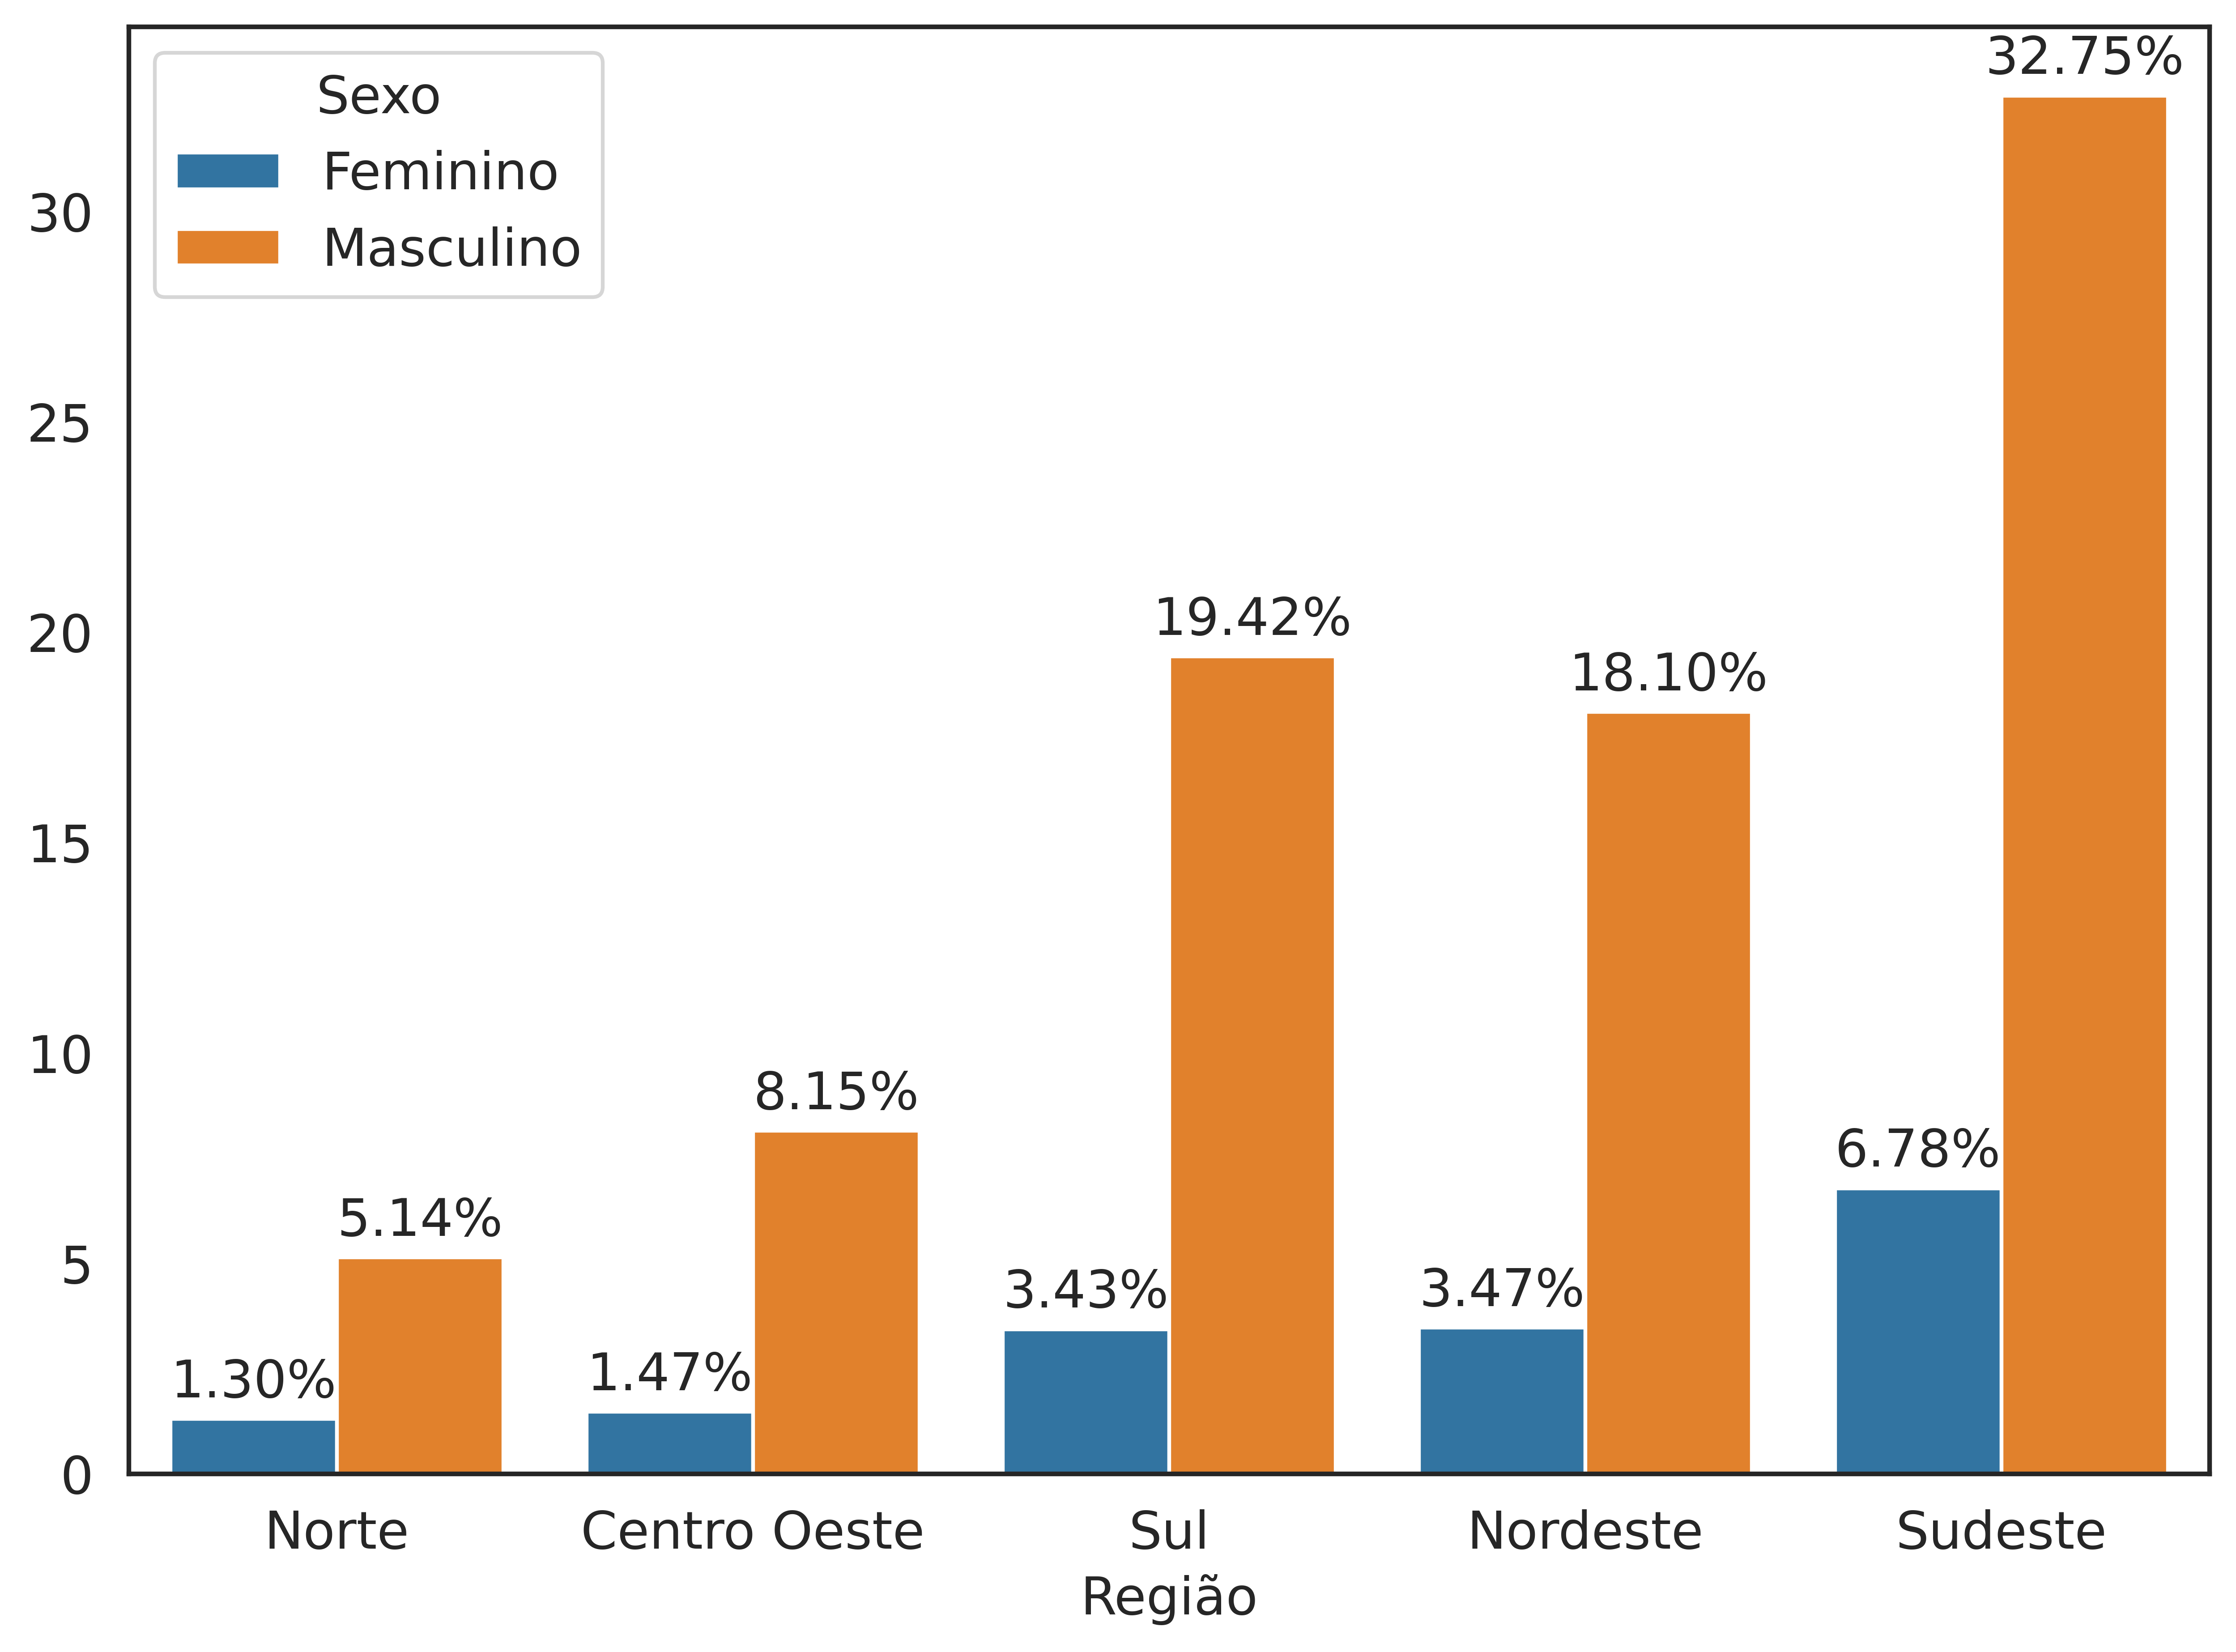 Sexo
Feminino
Masculino
30
25
20
15
10
5
0
1.30%
5.14%
1.47%
8.15%
3.43%
19.42%
3.47%
18.10%
6.78%
32.75%
Norte
Centro Oeste
Sul
Nordeste
Sudeste
Região